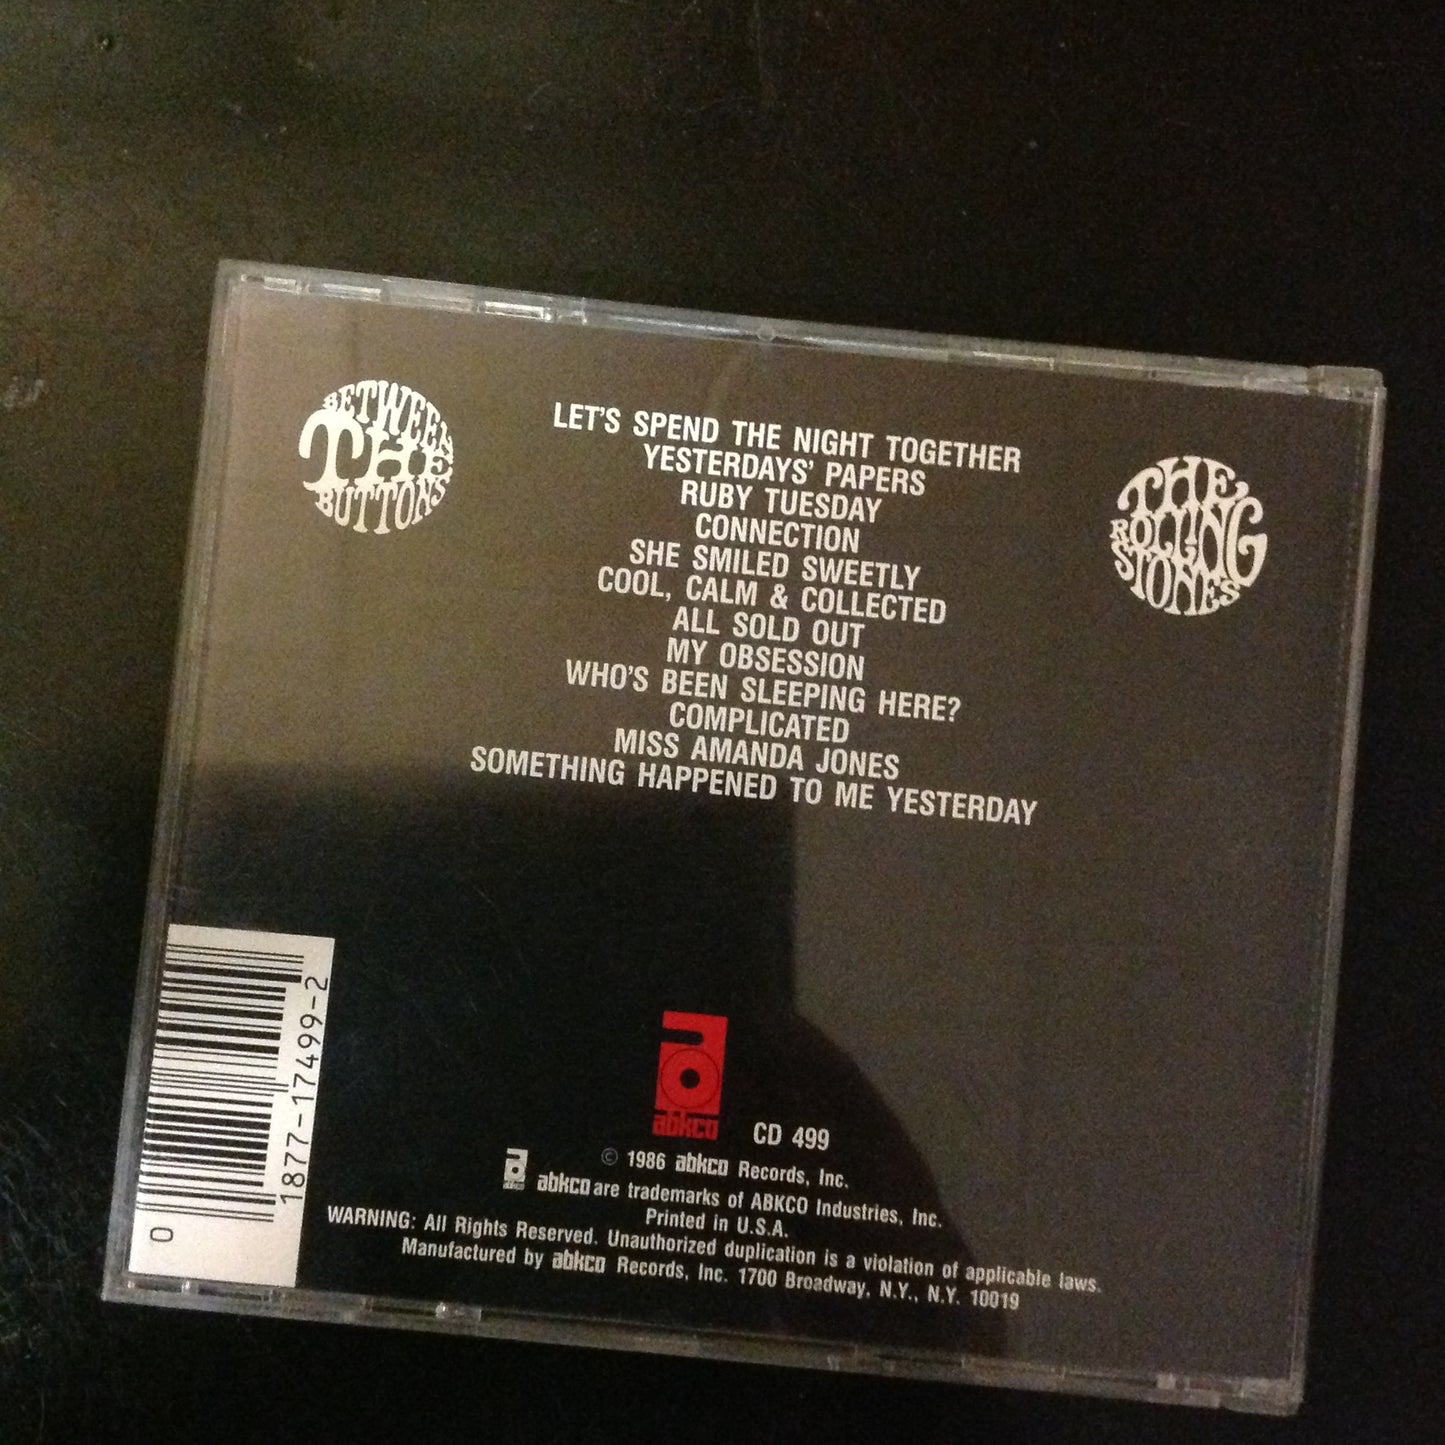 BETWEEN
THE
BUTTONS
LET'S SPEND THE NIGHT TOGETHER
YESTERDAYS' PAPERS
RUBY TUESDAY
CONNECTION
SHE SMILED SWEETLY
COOL, CALM & COLLECTED
ALL SOLD OUT
MY OBSESSION
WHO'S BEEN SLEEPING HERE?
COMPLICATED
MISS AMANDA JONES
SOMETHING HAPPENED TO ME YESTERDAY
THE
ROLLING
STONES
0
1877-17499-2
abkco
CD 499
© 1986 abkco Records, Inc.
abkco are trademarks of ABKCO Industries, Inc.
Printed in U.S.A.
WARNING: All Rights Reserved. Unauthorized duplication is a violation of applicable laws.
Manufactured by abkco Records, Inc. 1700 Broadway, N.Y., N.Y. 10019